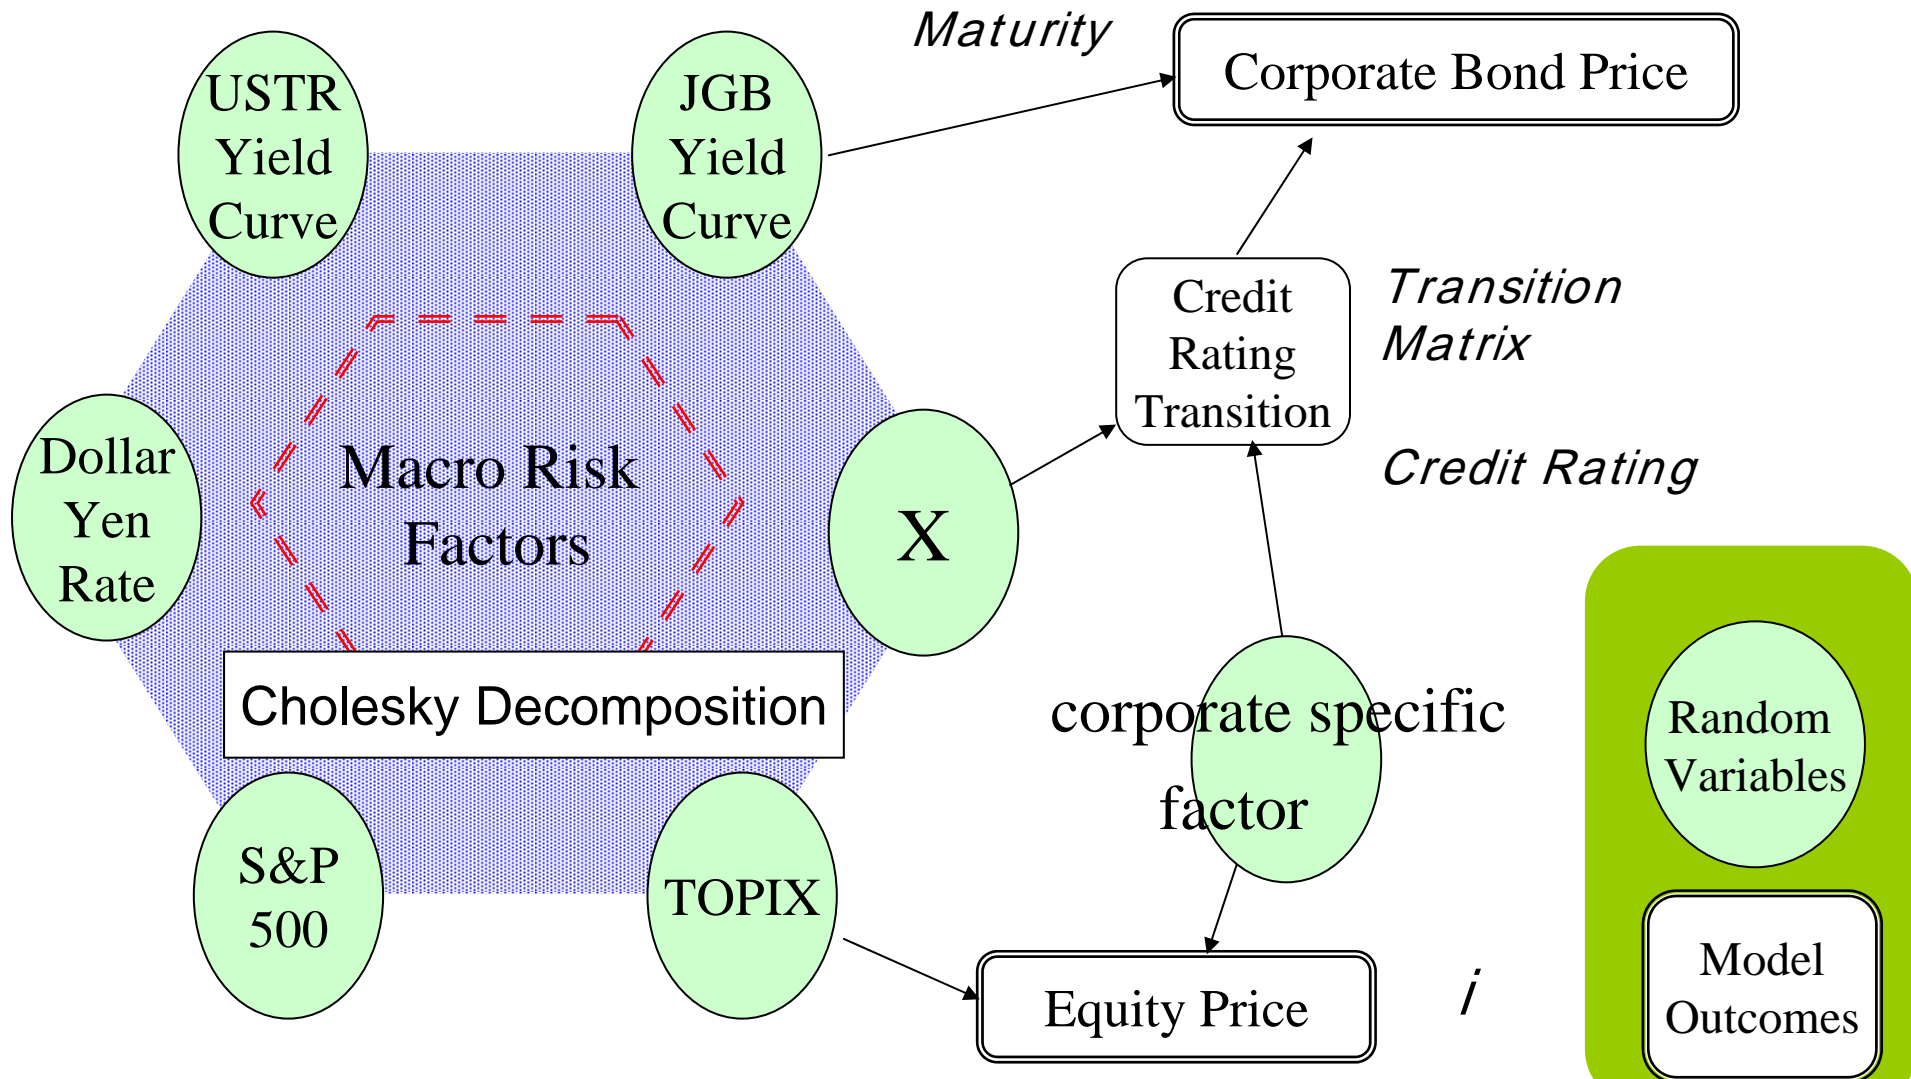 Maturity
Corporate Bond Price
USTR
Yield
Curve
JGB
Yield
Curve
Credit
Rating
Transition
Transition
Matrix
Credit Rating
Dollar
Yen
Rate
Macro Risk
Factors
X
Cholesky Decomposition
corporate specific
factor
S&P
500
TOPIX
Equity Price
i
Random
Variables
Model
Outcomes